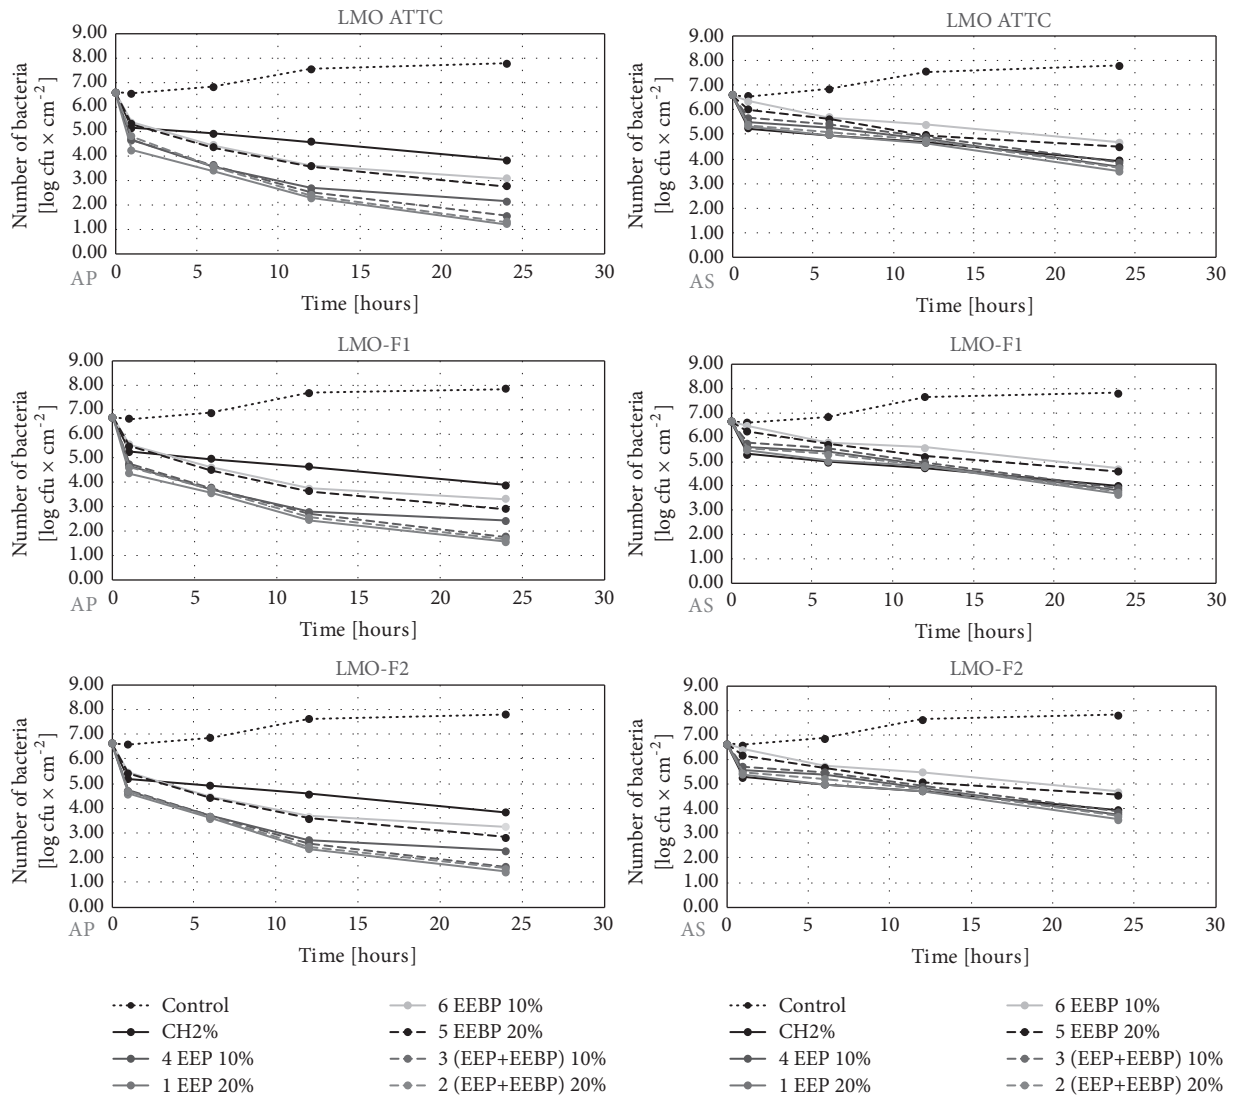 LMO ATTC
Number of bacteria
[log cfu × cm−2]
9.00
8.00
7.00
6.00
5.00
4.00
3.00
2.00
1.00
0.00
0 5 10 15 20 25 30
AP
Time [hours]
LMO ATTC
Number of bacteria
[log cfu × cm−2]
9.00
8.00
7.00
6.00
5.00
4.00
3.00
2.00
1.00
0.00
0 5 10 15 20 25 30
AS
Time [hours]
LMO-F1
Number of bacteria
[log cfu × cm−2]
9.00
8.00
7.00
6.00
5.00
4.00
3.00
2.00
1.00
0.00
0 5 10 15 20 25 30
AP
Time [hours]
LMO-F1
Number of bacteria
[log cfu × cm−2]
9.00
8.00
7.00
6.00
5.00
4.00
3.00
2.00
1.00
0.00
0 5 10 15 20 25 30
AS
Time [hours]
LMO-F2
Number of bacteria
[log cfu × cm−2]
9.00
8.00
7.00
6.00
5.00
4.00
3.00
2.00
1.00
0.00
0 5 10 15 20 25 30
AP
Time [hours]
LMO-F2
Number of bacteria
[log cfu × cm−2]
9.00
8.00
7.00
6.00
5.00
4.00
3.00
2.00
1.00
0.00
0 5 10 15 20 25 30
AS
Time [hours]
Control
CH2%
4 EEP 10%
1 EEP 20%
6 EEBP 10%
5 EEBP 20%
3 (EEP+EEBP) 10%
2 (EEP+EEBP) 20%
Control
CH2%
4 EEP 10%
1 EEP 20%
6 EEBP 10%
5 EEBP 20%
3 (EEP+EEBP) 10%
2 (EEP+EEBP) 20%